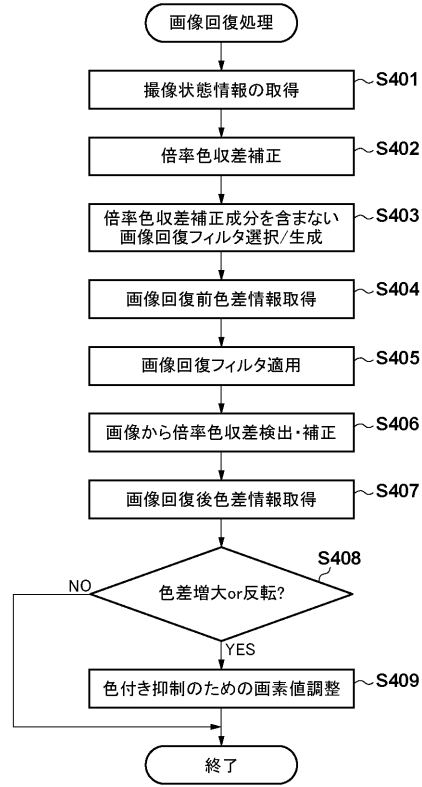 画像回復処理
撮像状態情報の取得
S401
倍率色収差補正
S402
倍率色収差補正成分を含まない
画像回復フィルタ選択/生成
S403
画像回復前色差情報取得
S404
画像回復フィルタ適用
S405
画像から倍率色収差検出・補正
S406
画像回復後色差情報取得
S407
色差増大or反転?
S408
NO
YES
色付き抑制のための画素値調整
S409
終了